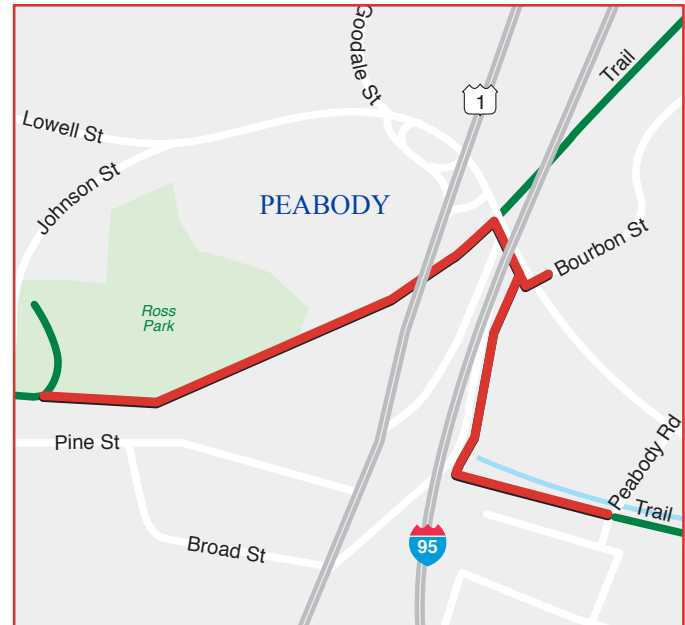 Goodale St
1
Trail
Lowell St
Johnson St
PEABODY
Bourbon St
Ross
Park
Pine St
Peabody Rd
Trail
Broad St
95